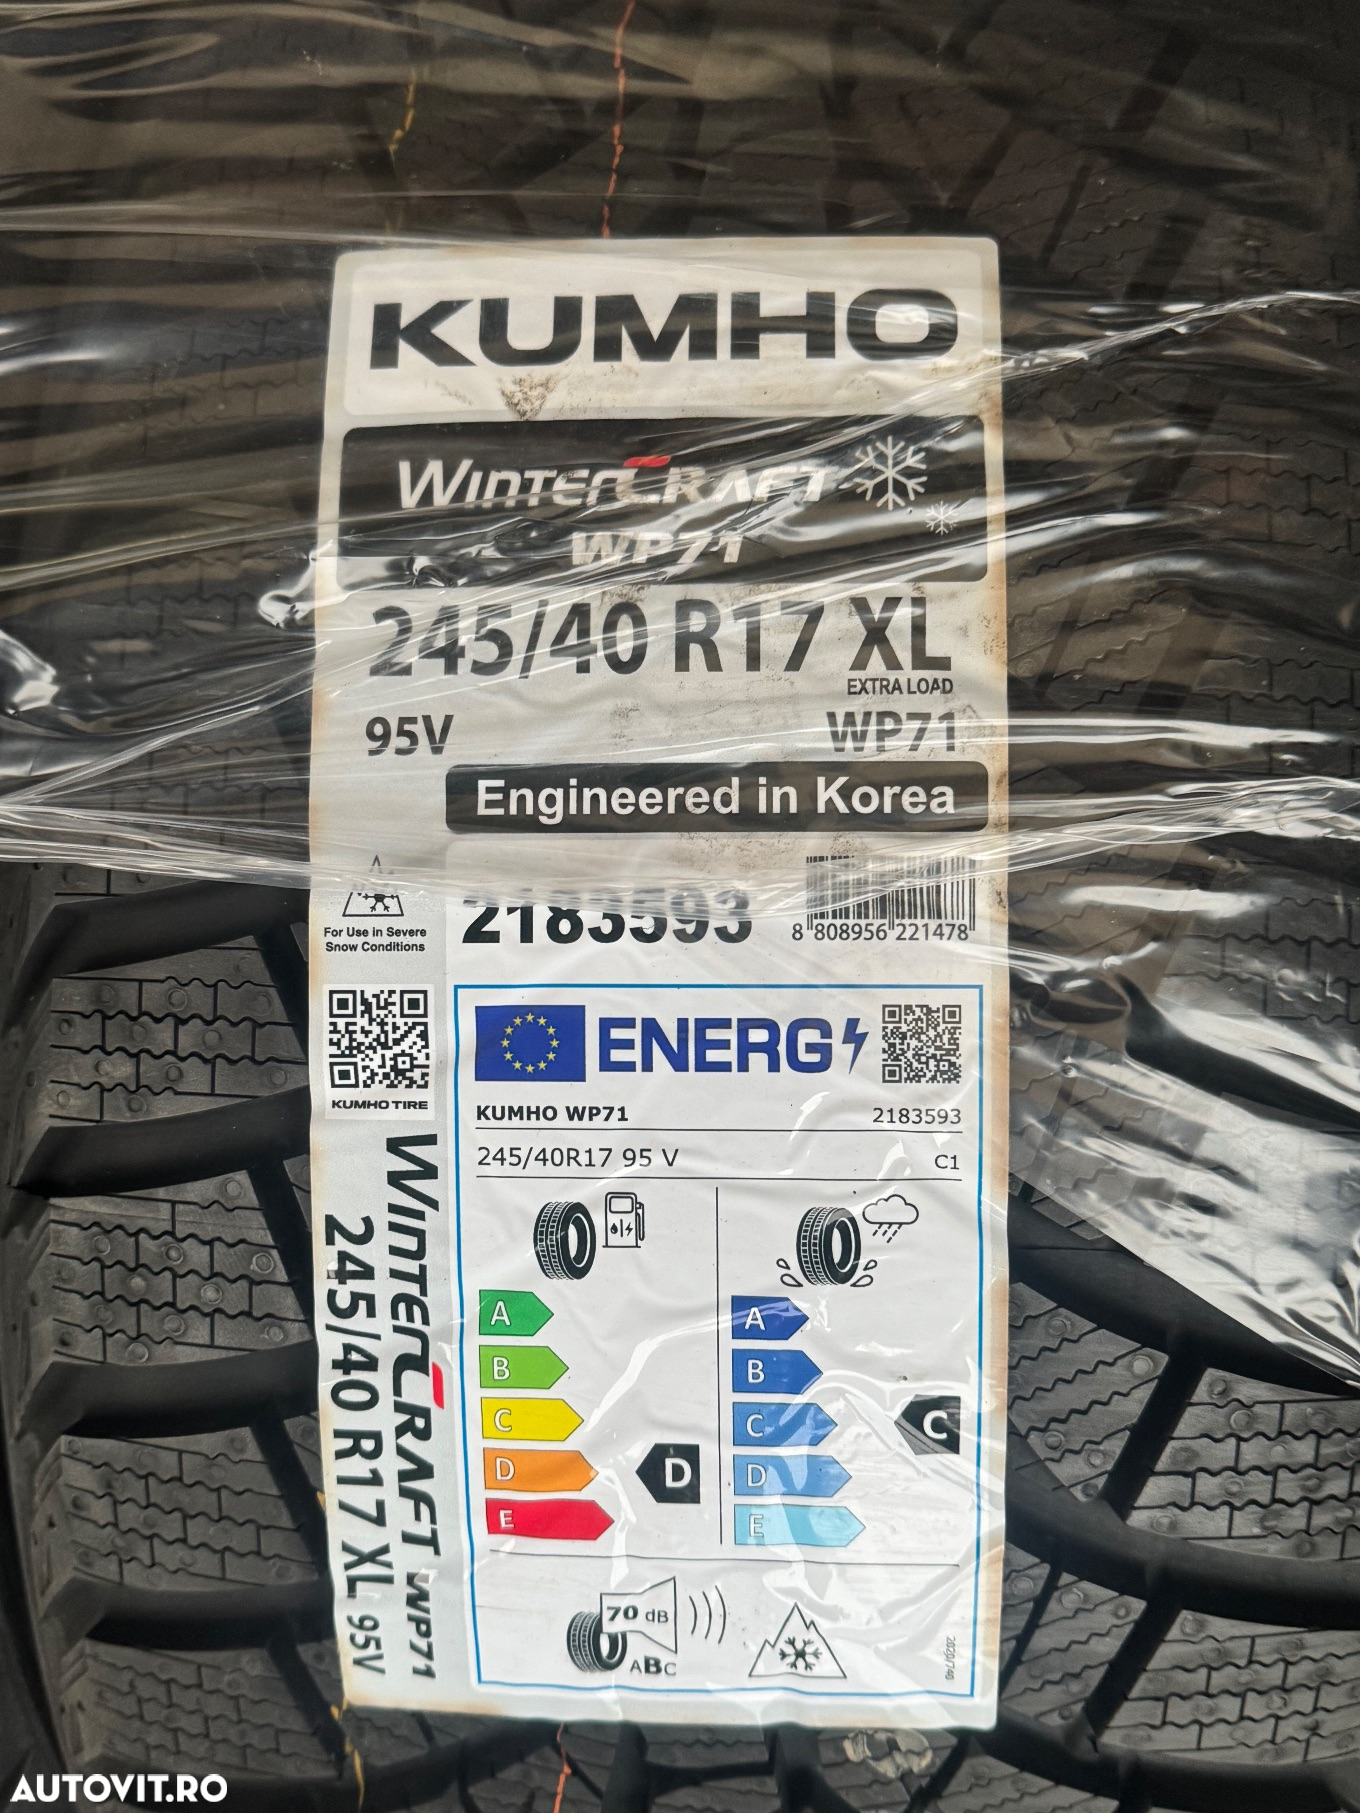 KUMHO
WINTERCRAFT
WP71
245/40 R17 XL
EXTRA LOAD
95V WP71
Engineered in Korea
For Use in Severe
Snow Conditions
2183593
8 808956 221478
KUMHO TIRE
WINTERCRAFT WP71
245/40 R17 XL 95V
ENERG
KUMHO WP71 2183593
245/40R17 95 V C1
A
B
C
D
E
D
A
B
C
D
E
C
70 dB
ABC
2020/740
AUTOVIT.RO